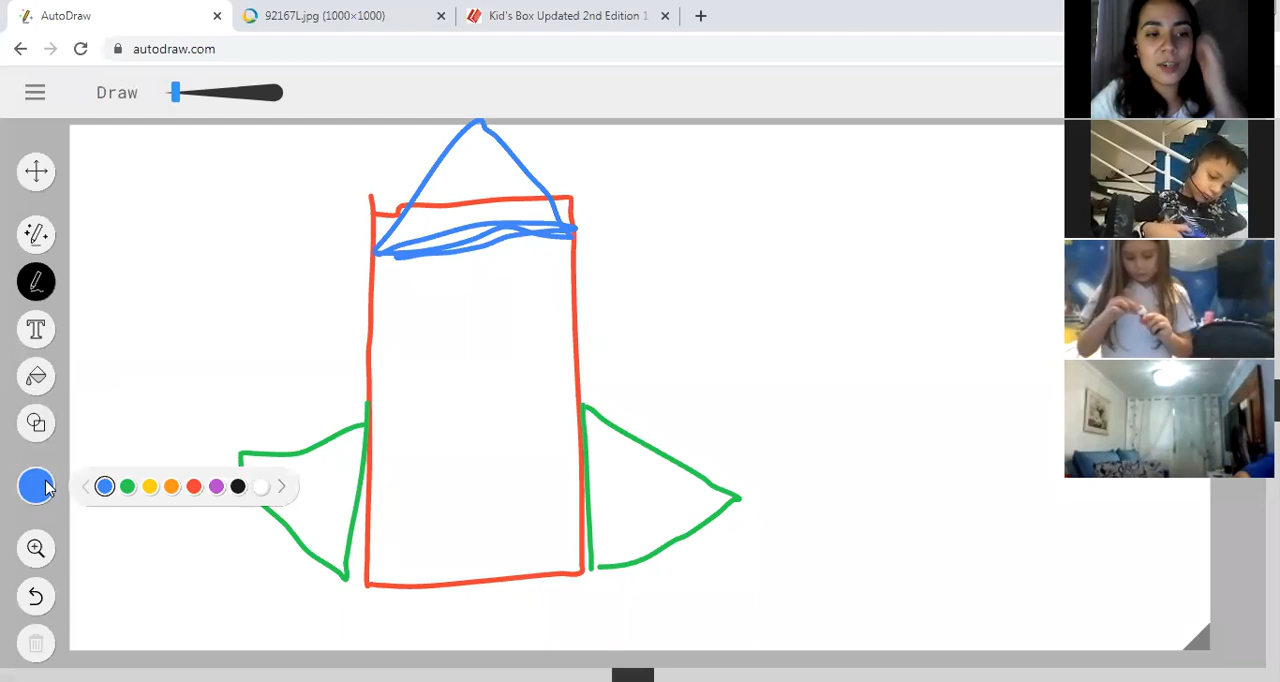 AutoDraw
92167L.jpg (1000×1000)
Kid's Box Updated 2nd Edition 1
autodraw.com
Draw
T